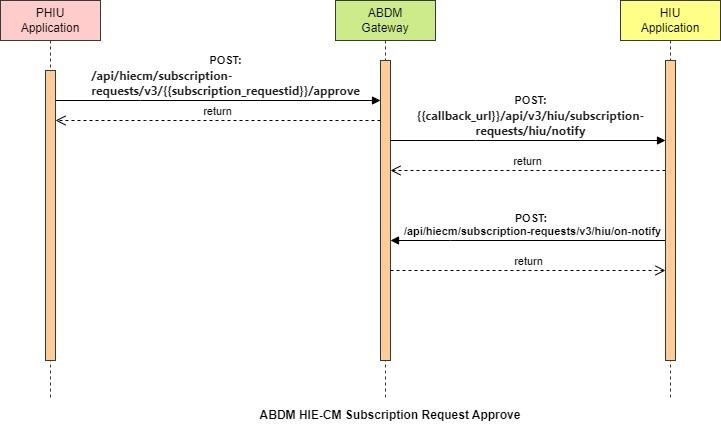 PHIU
Application
ABDM
Gateway
HIU
Application
POST:
/api/hiecm/subscription-
requests/v3/{{subscription_requestid}}/approve
return
POST:
{{callback_url}}/api/v3/hiu/subscription-
requests/hiu/notify
return
POST:
/api/hiecm/subscription-requests/v3/hiu/on-notify
return
ABDM HIE-CM Subscription Request Approve